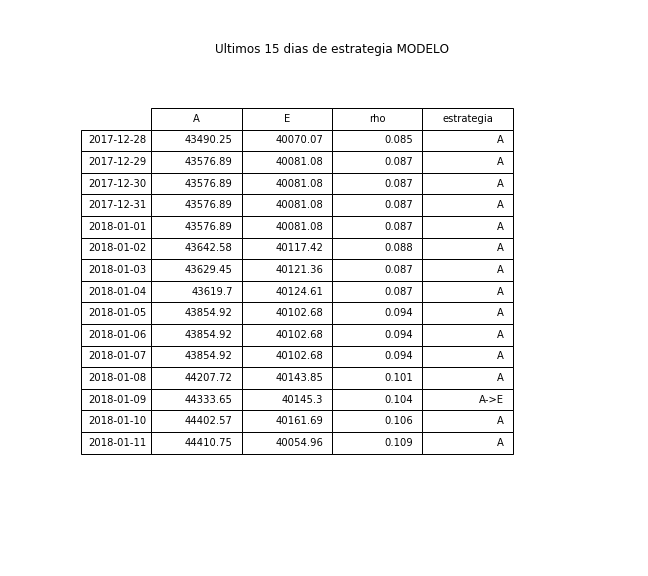 Ultimos 15 dias de estrategia MODELO
A E rho estrategia
2017-12-28 43490.25 40070.07 0.085 A
2017-12-29 43576.89 40081.08 0.087 A
2017-12-30 43576.89 40081.08 0.087 A
2017-12-31 43576.89 40081.08 0.087 A
2018-01-01 43576.89 40081.08 0.087 A
2018-01-02 43642.58 40117.42 0.088 A
2018-01-03 43629.45 40121.36 0.087 A
2018-01-04 43619.7 40124.61 0.087 A
2018-01-05 43854.92 40102.68 0.094 A
2018-01-06 43854.92 40102.68 0.094 A
2018-01-07 43854.92 40102.68 0.094 A
2018-01-08 44207.72 40143.85 0.101 A
2018-01-09 44333.65 40145.3 0.104 A->E
2018-01-10 44402.57 40161.69 0.106 A
2018-01-11 44410.75 40054.96 0.109 A